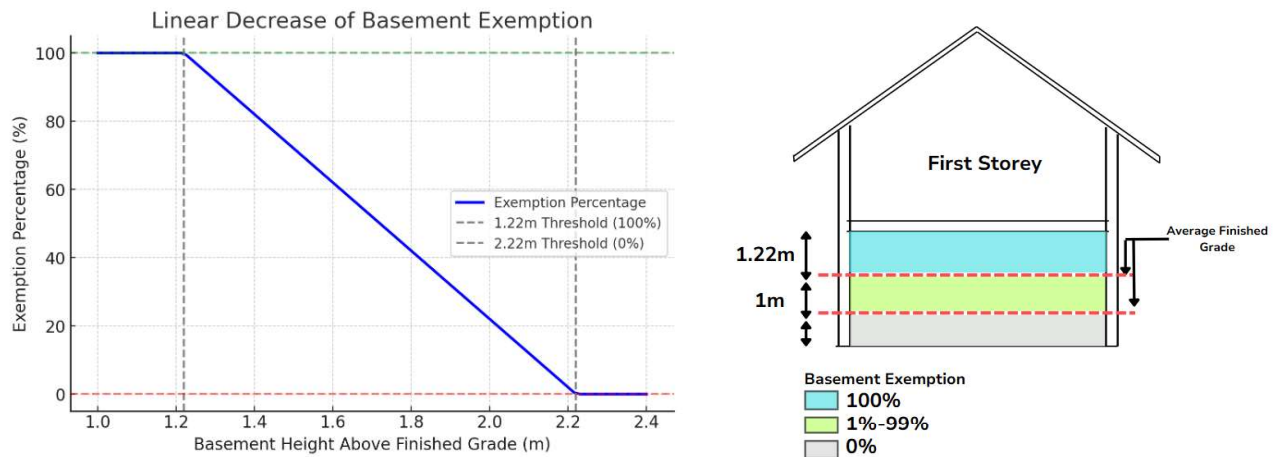 Linear Decrease of Basement Exemption
100
80
60
40
20
0
Exemption Percentage (%)
Exemption Percentage
1.22m Threshold (100%)
2.22m Threshold (0%)
1.0 1.2 1.4 1.6 1.8 2.0 2.2 2.4
Basement Height Above Finished Grade (m)
First Storey
1.22m
1m
Average Finished
Grade
Basement Exemption
100%
1%-99%
0%